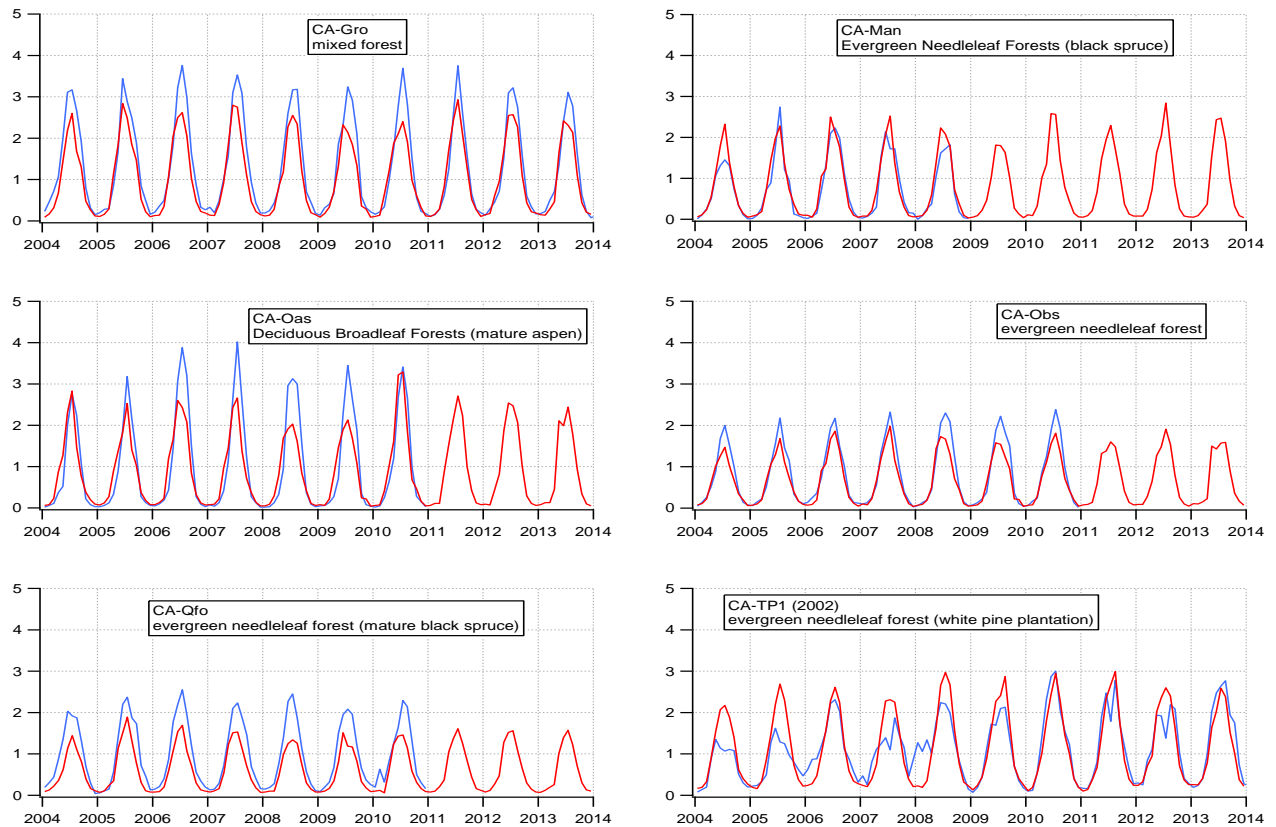 CA-Gro
mixed forest
5
4
3
2
1
0
2004 2005 2006 2007 2008 2009 2010 2011 2012 2013 2014
CA-Man
Evergreen Needleleaf Forests (black spruce)
5
4
3
2
1
0
2004 2005 2006 2007 2008 2009 2010 2011 2012 2013 2014
CA-Oas
Deciduous Broadleaf Forests (mature aspen)
5
4
3
2
1
0
2004 2005 2006 2007 2008 2009 2010 2011 2012 2013 2014
CA-Obs
evergreen needleleaf forest
5
4
3
2
1
0
2004 2005 2006 2007 2008 2009 2010 2011 2012 2013 2014
CA-Qfo
evergreen needleleaf forest (mature black spruce)
5
4
3
2
1
0
2004 2005 2006 2007 2008 2009 2010 2011 2012 2013 2014
CA-TP1 (2002)
evergreen needleleaf forest (white pine plantation)
5
4
3
2
1
0
2004 2005 2006 2007 2008 2009 2010 2011 2012 2013 2014